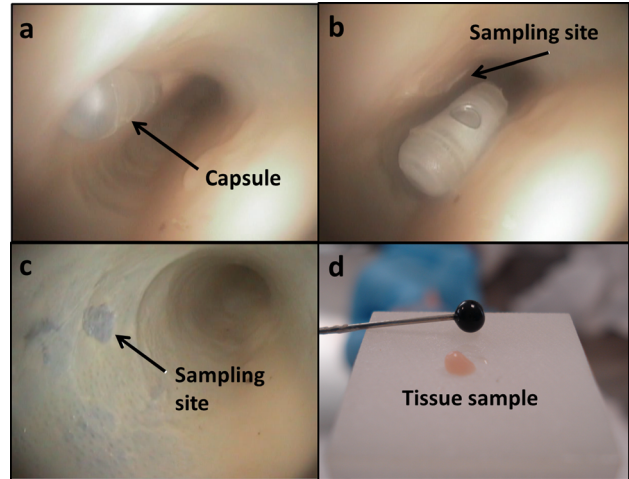 a
Capsule
b
Sampling site
c
Sampling
site
d
Tissue sample